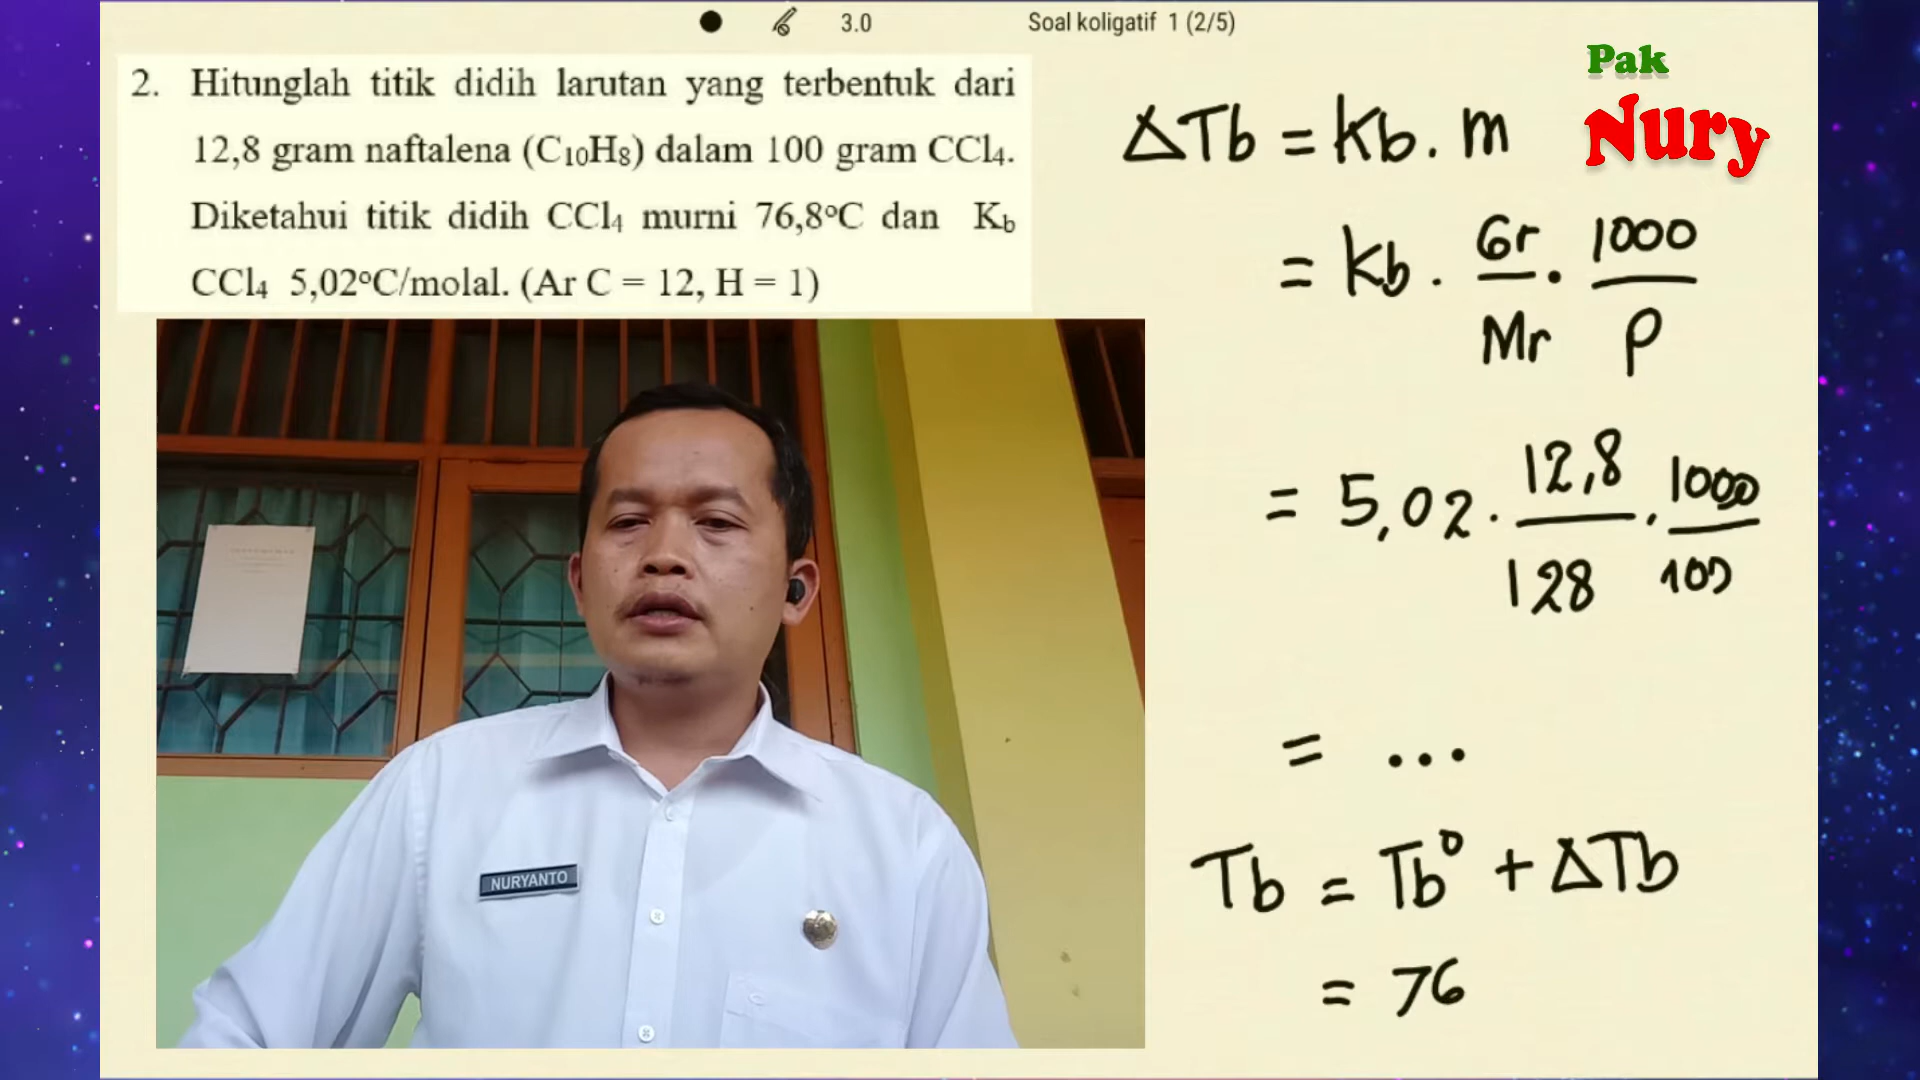 3.0 Soal koligatif 1 (2/5)
2. Hitunglah titik didih larutan yang terbentuk dari
12,8 gram naftalena (C₁₀H₈) dalam 100 gram CCl₄.
Diketahui titik didih CCl₄ murni 76,8°C dan K_b
CCl₄ 5,02°C/molal. (Ar C = 12, H = 1)
Pak
Nury
ΔTb = Kb . m
= Kb . Gr/Mr . 1000/P
= 5,02 . 12,8/128 . 1000/100
= ...
Tb = Tb° + ΔTb
= 76
NURYANTO